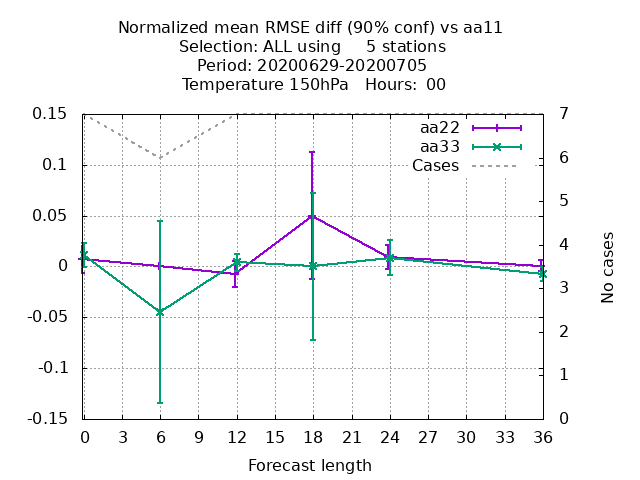 Normalized mean RMSE diff (90% conf) vs aa11
Selection: ALL using     5 stations
Period: 20200629-20200705
Temperature 150hPa   Hours:  00
0.15
0.1
0.05
0
-0.05
-0.1
-0.15
7
6
5
4
3
2
1
0
aa22
aa33
Cases
No cases
0 3 6 9 12 15 18 21 24 27 30 33 36
Forecast length